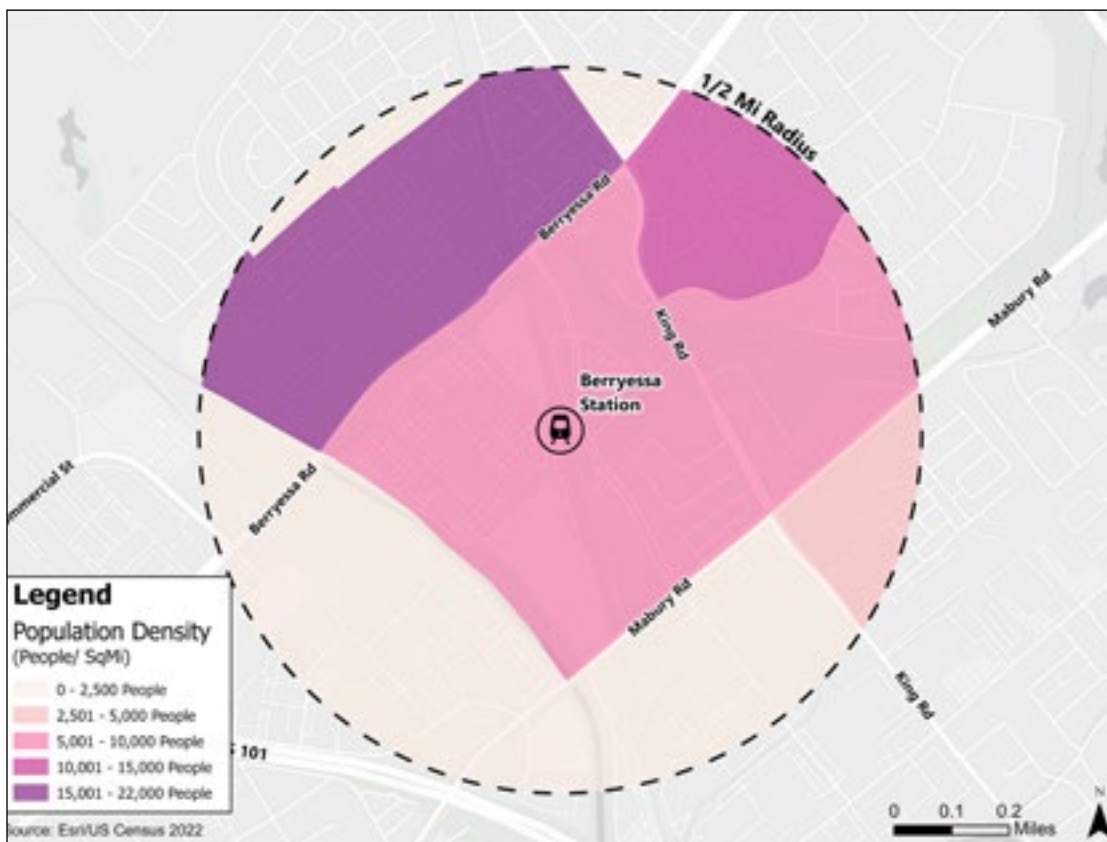 1/2 Mi Radius
Berryessa Rd
Mabury Rd
King Rd
Berryessa
Station
ommercial St
Berryessa Rd
Mabury Rd
King Rd
Legend
Population Density
(People/ SqMi)
0 - 2,500 People
2,501 - 5,000 People
5,001 - 10,000 People
10,001 - 15,000 People
15,001 - 22,000 People
S 101
Source: Esri/US Census 2022
0 0.1 0.2
Miles
N